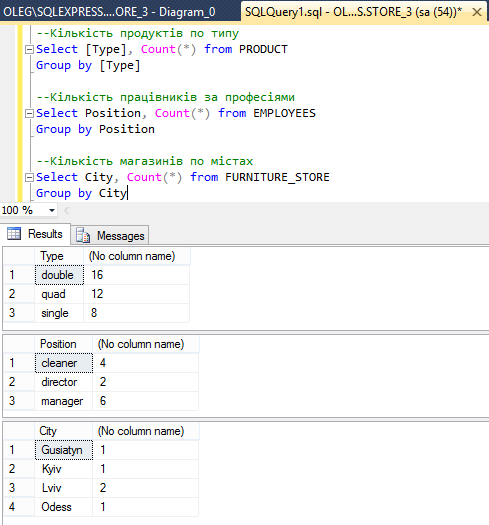 OLEG\SQLEXPRESS....ORE_3 - Diagram_0
SQLQuery1.sql - OL...S.STORE_3 (sa (54))*
--Кількість продуктів по типу
Select [Type], Count(*) from PRODUCT
Group by [Type]
--Кількість працівників за професіями
Select Position, Count(*) from EMPLOYEES
Group by Position
--Кількість магазинів по містах
Select City, Count(*) from FURNITURE_STORE
Group by City
100 %
Results Messages
Type (No column name)
1 double 16
2 quad 12
3 single 8
Position (No column name)
1 cleaner 4
2 director 2
3 manager 6
City (No column name)
1 Gusiatyn 1
2 Kyiv 1
3 Lviv 2
4 Odess 1